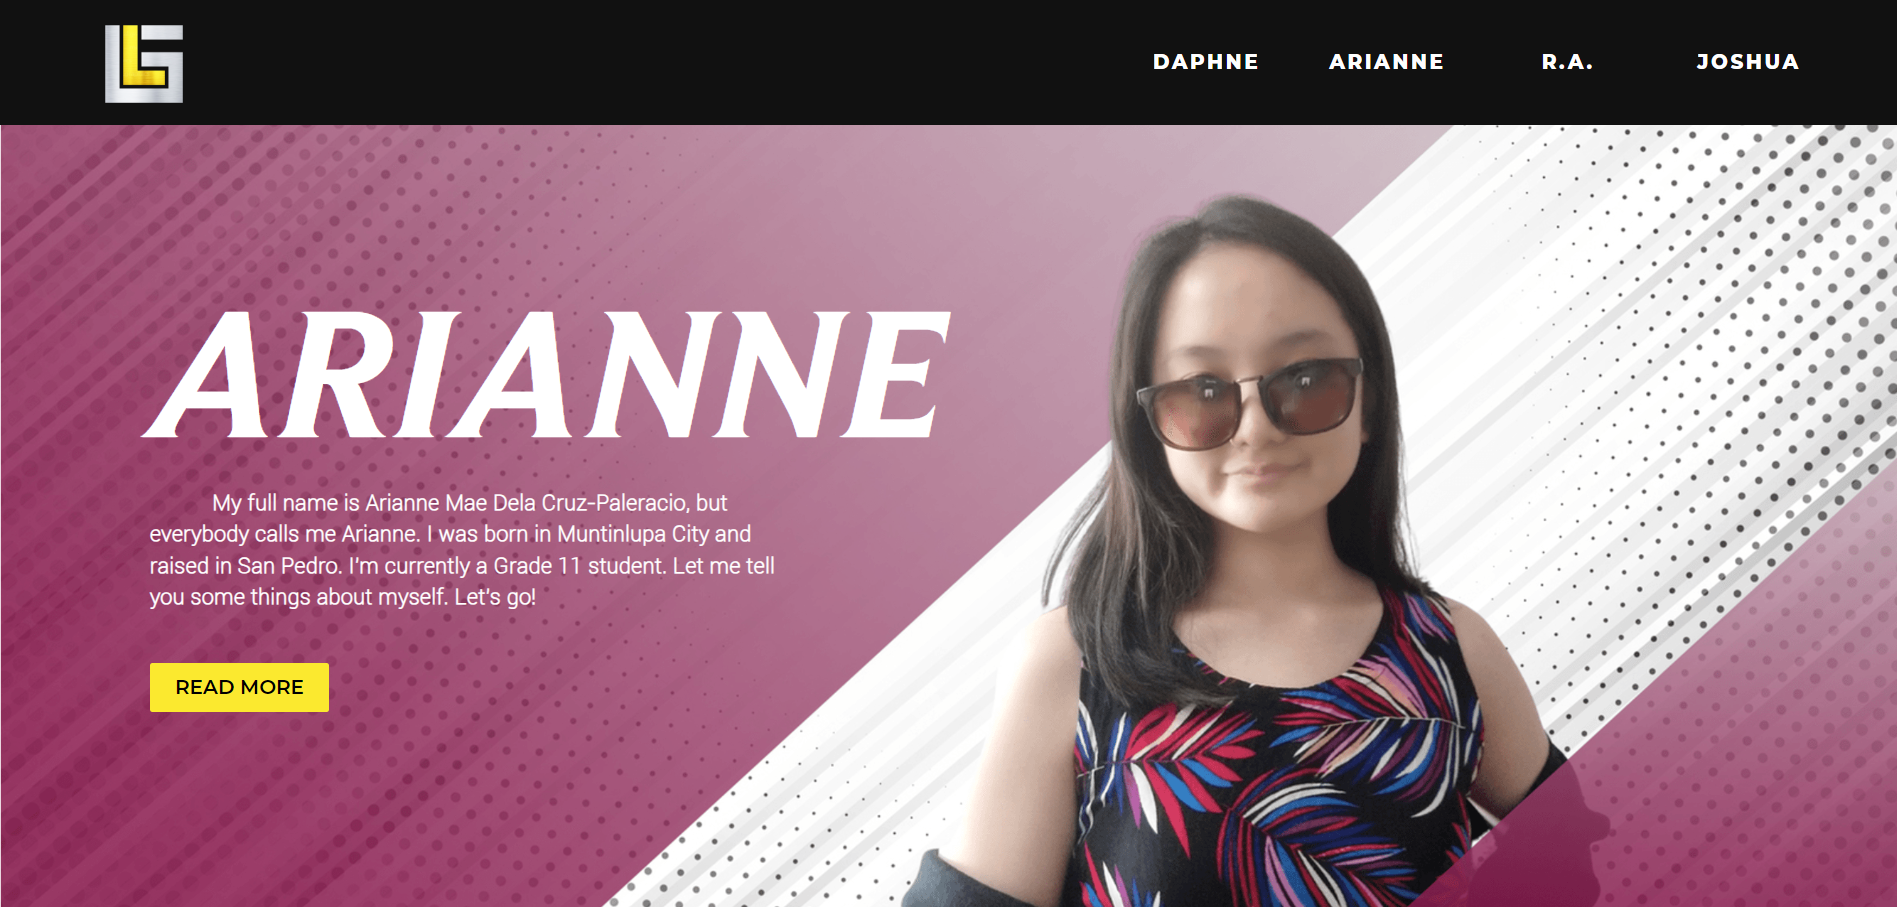 DAPHNE ARIANNE R.A. JOSHUA
ARIANNE
My full name is Arianne Mae Dela Cruz-Paleracio, but
everybody calls me Arianne. I was born in Muntinlupa City and
raised in San Pedro. I'm currently a Grade 11 student. Let me tell
you some things about myself. Let's go!
READ MORE